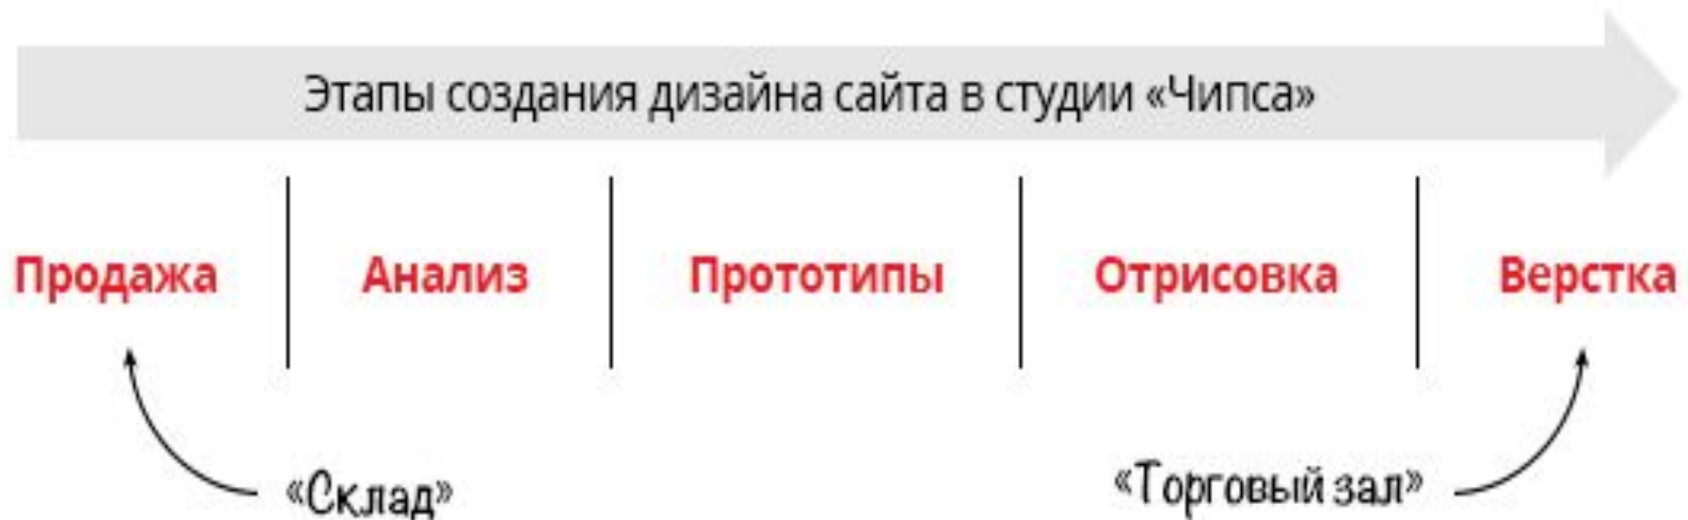 Этапы создания дизайна сайта в студии «Чипса»
Продажа Анализ Прототипы Отрисовка Верстка
«Склад» «Торговый зал»